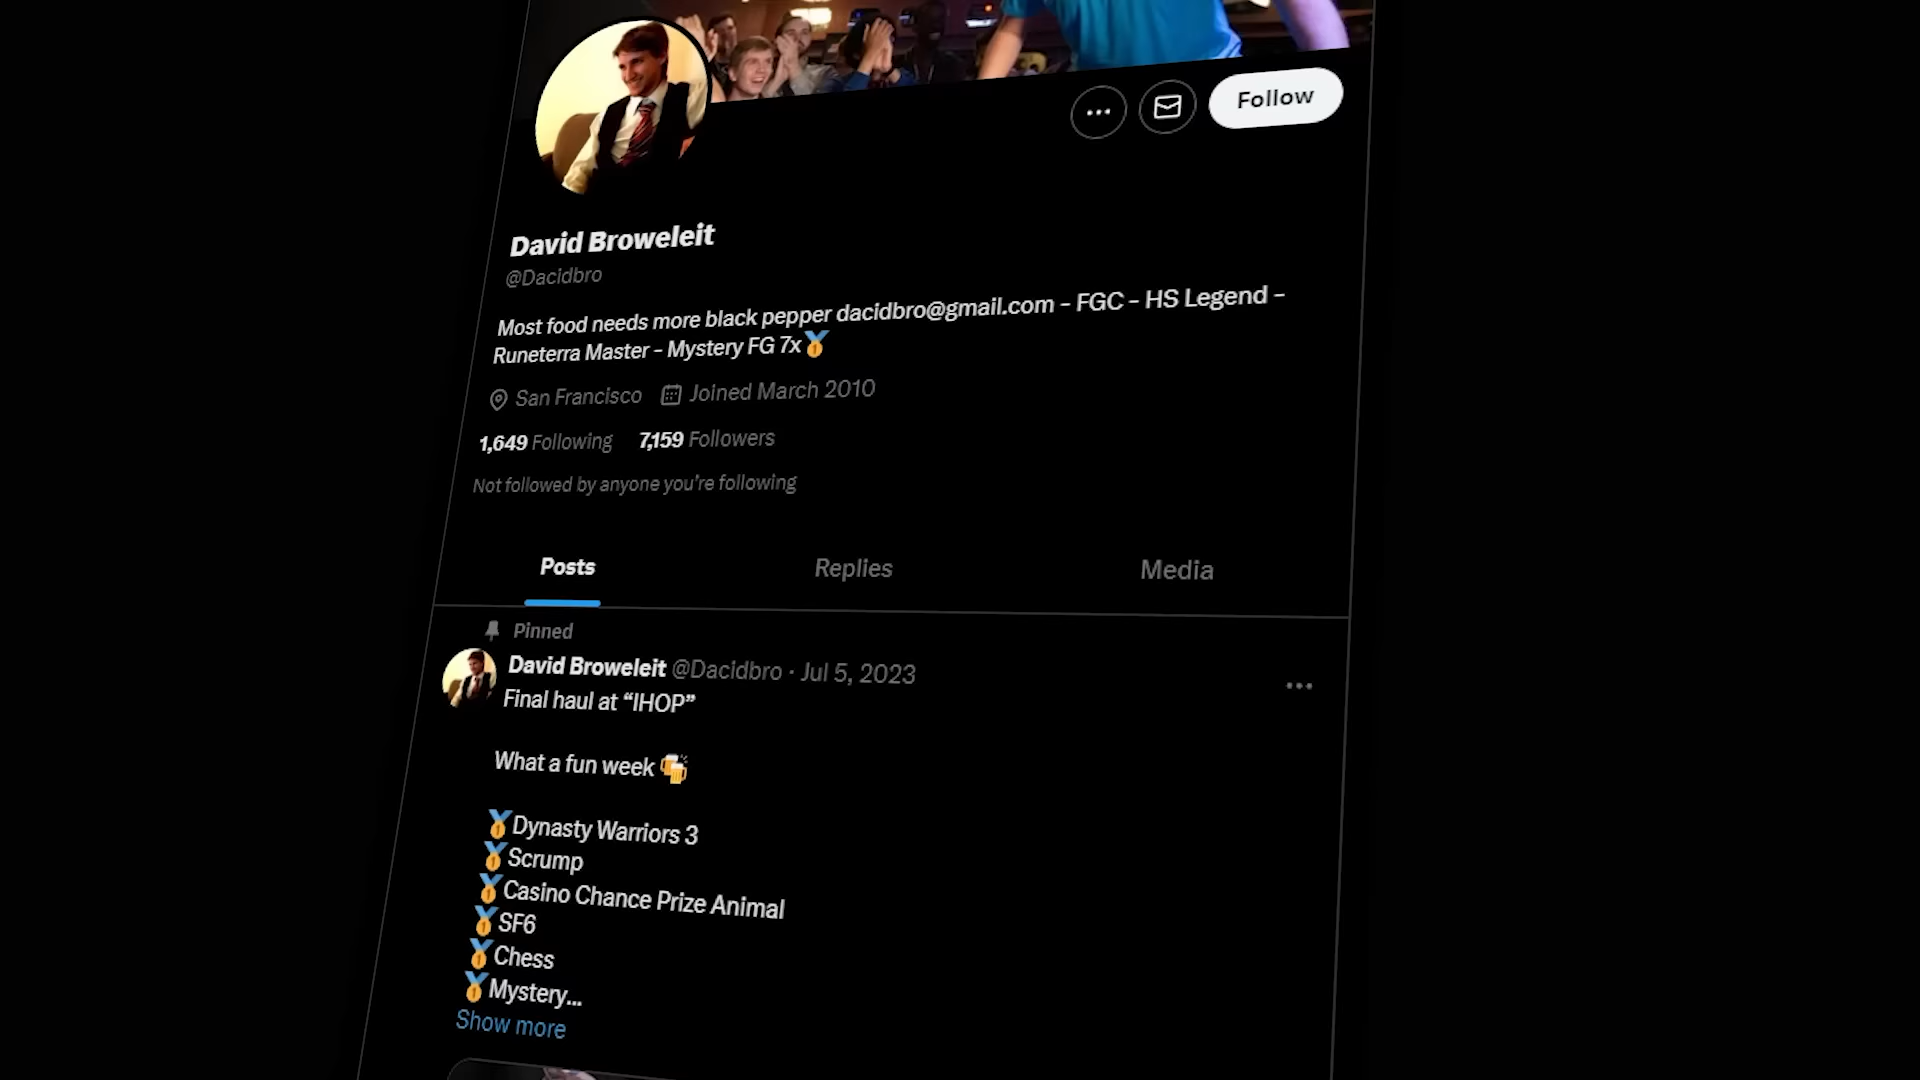 Follow
David Broweleit
@Dacidbro
Most food needs more black pepper dacidbro@gmail.com - FGC - HS Legend -
Runeterra Master - Mystery FG 7x🥇
San Francisco Joined March 2010
1,649 Following 7,159 Followers
Not followed by anyone you're following
Posts Replies Media
Pinned
David Broweleit @Dacidbro · Jul 5, 2023
Final haul at “IHOP”
What a fun week 🍻
🥇Dynasty Warriors 3
🥇Scrump
🥇Casino Chance Prize Animal
🥇SF6
🥇Chess
🥇Mystery...
Show more